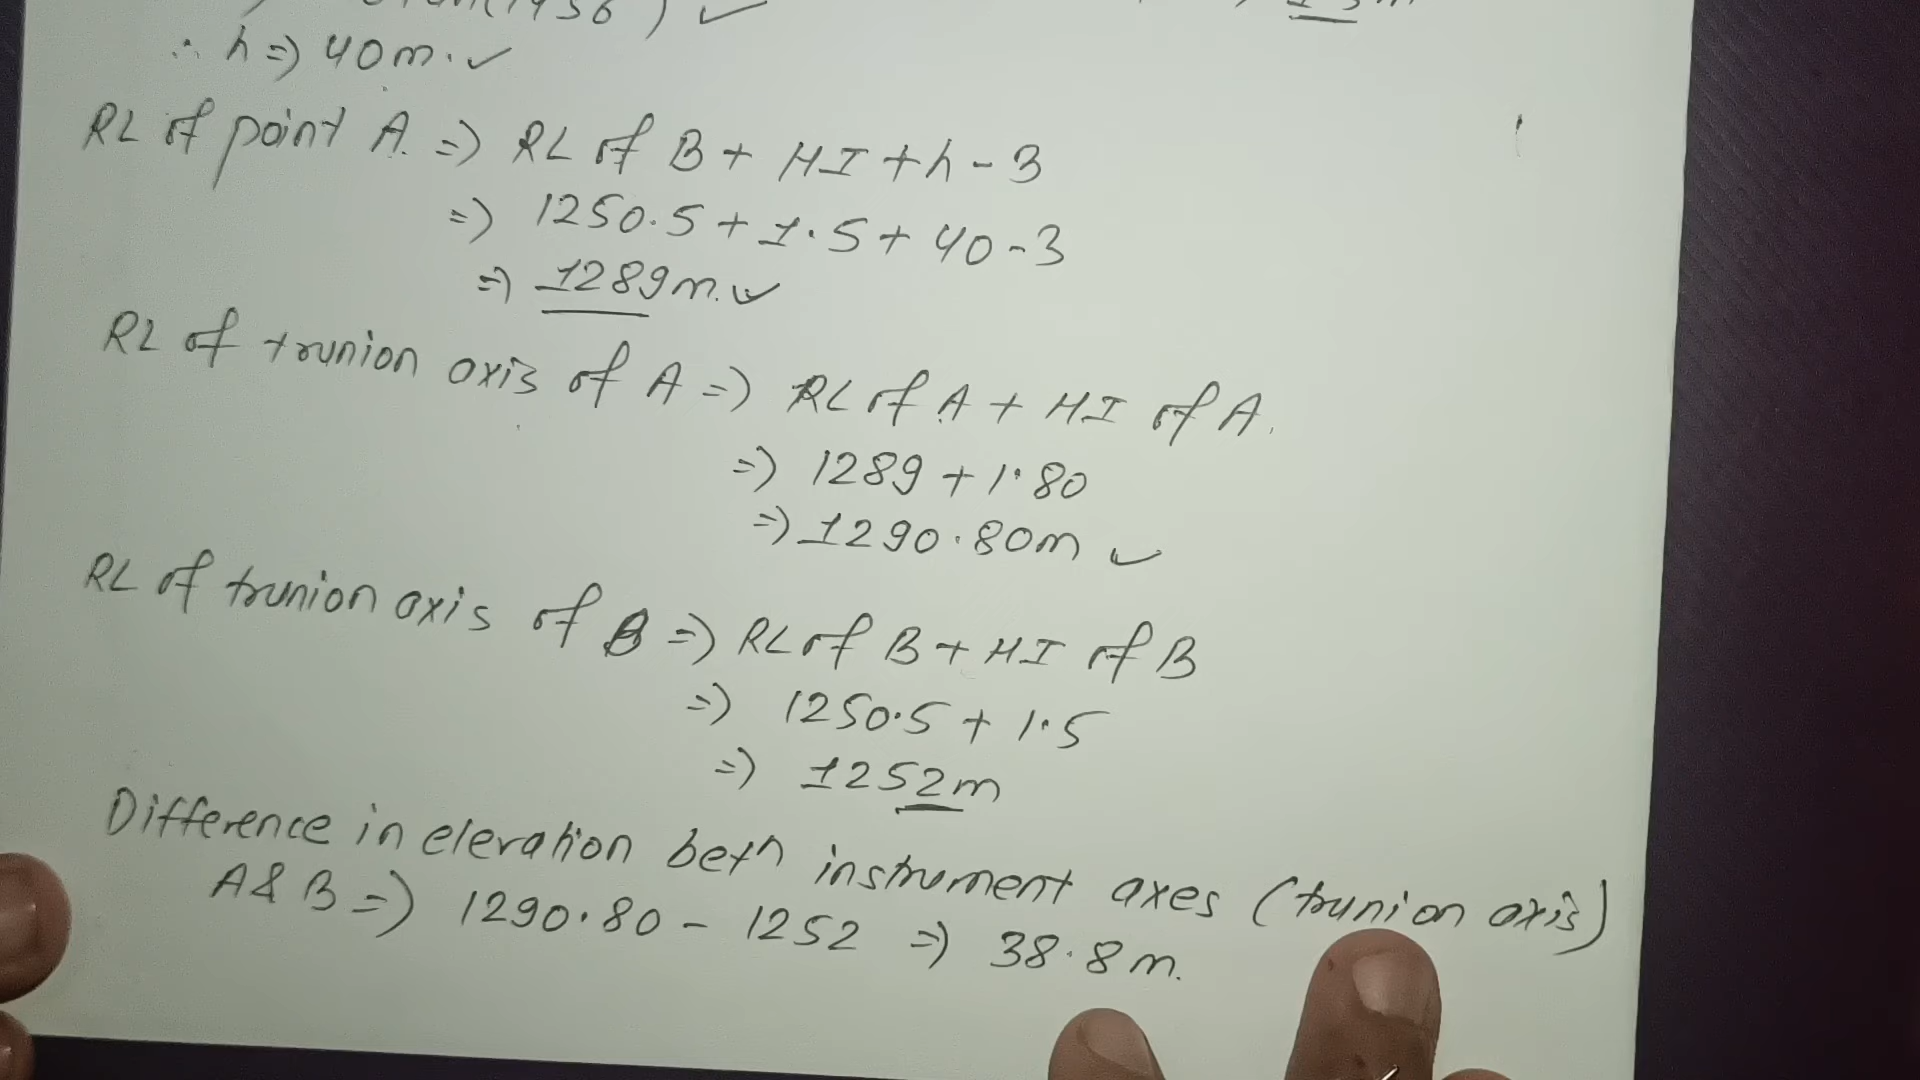 ∴ h => 40m. ✓
RL of point A. => RL of B + HI + h - 3
=> 1250.5 + 1.5 + 40 - 3
=> 1289m. ✓
RL of trunion axis of A => RL of A + HI of A.
=> 1289 + 1.80
=> 1290.80m ✓
RL of trunion axis of B => RL of B + HI of B
=> 1250.5 + 1.5
=> 1252m
Difference in elevation betn instrument axes (trunion axis)
A & B => 1290.80 - 1252 => 38.8m.